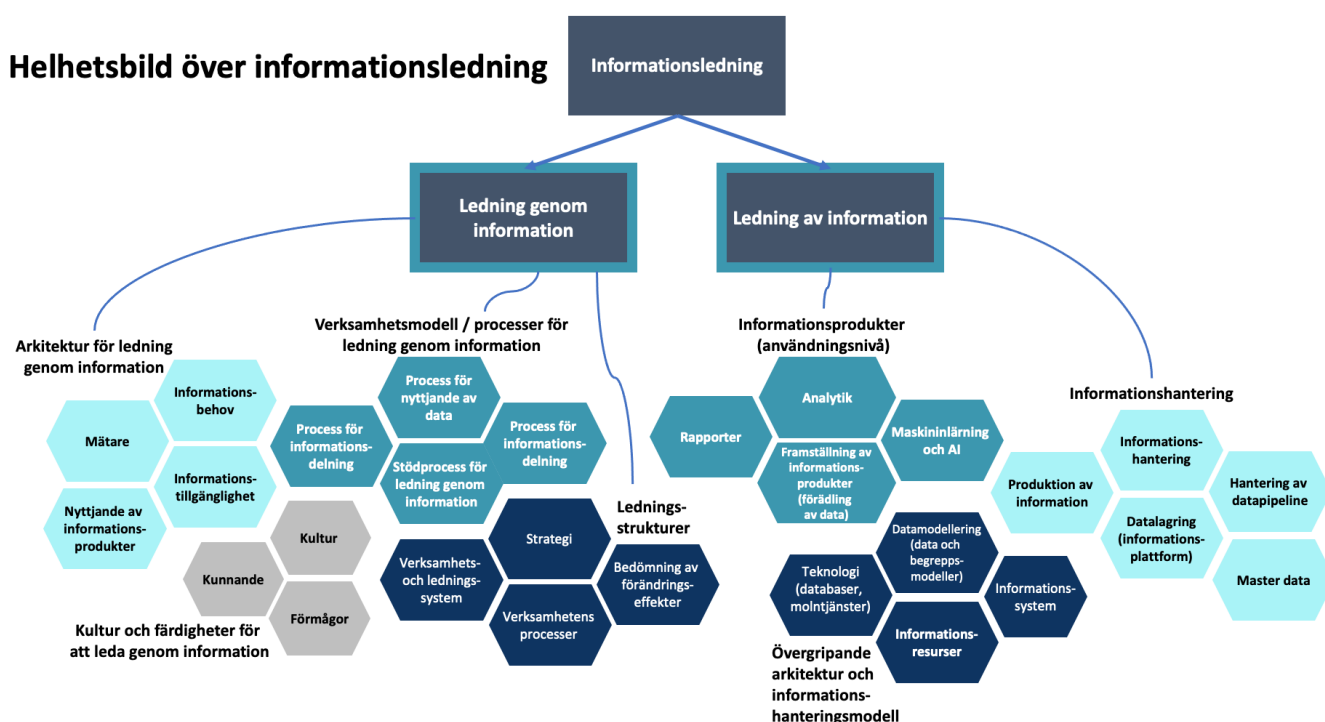 Helhetsbild över informationsledning
Informationsledning
Ledning genom
information
Ledning av information
Arkitektur för ledning
genom information
Mätare
Informations-
behov
Informations-
tillgänglighet
Nyttjande av
informations-
produkter
Verksamhetsmodell / processer för
ledning genom information
Process för
informations-
delning
Process för
nyttjande av
data
Stödprocess för
ledning genom
information
Process för
informations-
delning
Kultur
Kunnande
Förmågor
Kultur och färdigheter för
att leda genom information
Lednings-
strukturer
Verksamhets-
och lednings-
system
Strategi
Verksamhetens
processer
Bedömning av
förändrings-
effekter
Informationsprodukter
(användningsnivå)
Rapporter
Analytik
Framställning av
informations-
produkter
(förädling
av data)
Maskininlärning
och AI
Teknologi
(databaser,
molntjänster)
Datamodellering
(data och
begrepps-
modeller)
Informations-
resurser
Informations-
system
Övergripande
arkitektur och
informations-
hanteringsmodell
Informationshantering
Produktion av
information
Informations-
hantering
Datalagring
(informations-
plattform)
Hantering av
datapipeline
Master data